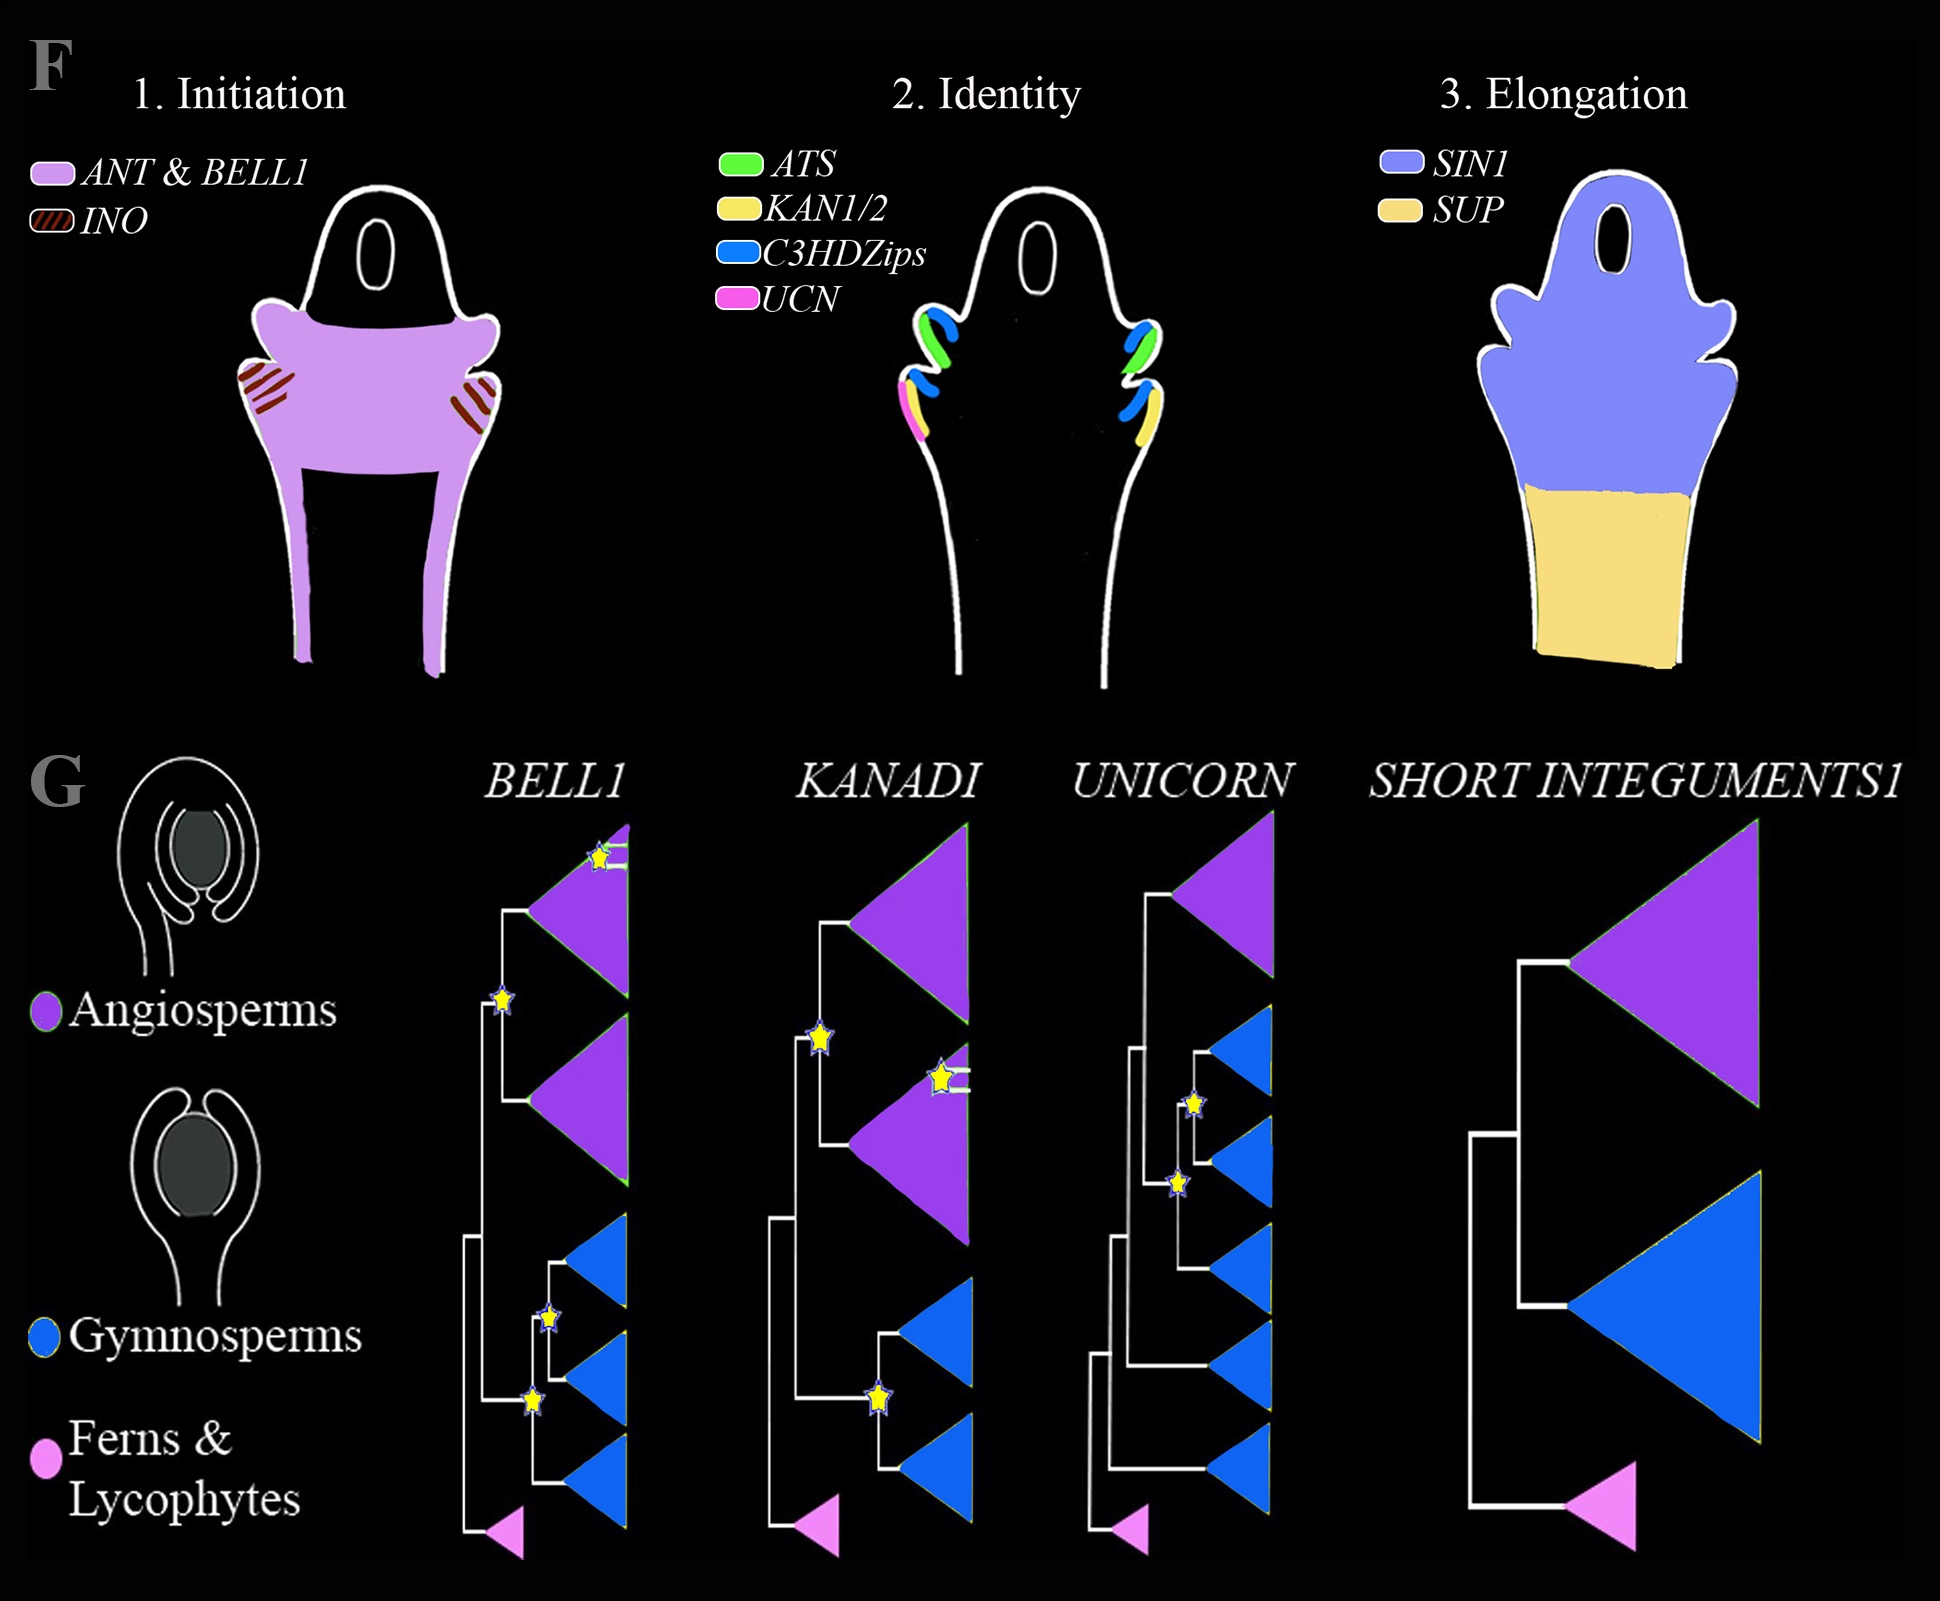 F
1. Initiation
ANT & BELL1
INO
2. Identity
ATS
KAN1/2
C3HDZips
UCN
3. Elongation
SIN1
SUP
G
BELL1
KANADI
UNICORN
SHORT INTEGUMENTS1
Angiosperms
Gymnosperms
Ferns &
Lycophytes